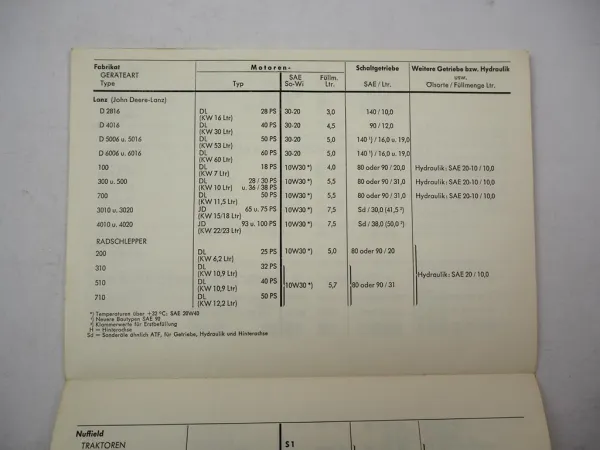 Fabrikat Motoren- Schaltgetriebe Weitere Getriebe bzw. Hydraulik
GERÄTEART usw.
Type Typ SAE So-Wi Füllm. Ltr. SAE / Ltr. Ölsorte / Füllmenge Ltr.
Lanz (John Deere-Lanz)
D 2816 DL 28 PS 30-20 3,0 140 / 10,0
(KW 16 Ltr)
D 4016 DL 40 PS 30-20 4,5 90 / 12,0
(KW 30 Ltr)
D 5006 u. 5016 DL 50 PS 30-20 5,0 140 ¹) / 16,0 u. 19,0
(KW 53 Ltr)
D 6006 u. 6016 DL 60 PS 30-20 5,0 140 ¹) / 16,0 u. 19,0
(KW 60 Ltr)
100 DL 18 PS 10W30 *) 4,0 80 oder 90 / 20,0 Hydraulik: SAE 20-10 / 10,0
(KW 7 Ltr)
300 u. 500 DL 28 / 30 PS 10W30 *) 5,5 80 oder 90 / 31,0 Hydraulik: SAE 20-10 / 10,0
(KW 10 Ltr) u. 36 / 38 PS
700 DL 50 PS 10W30 *) 5,5 80 oder 90 / 31,0 Hydraulik: SAE 20-10 / 10,0
(KW 11,5 Ltr)
3010 u. 3020 JD 65 u. 75 PS 10W30 *) 7,5 Sd / 30,0 (41,5 ²)
(KW 15/18 Ltr)
4010 u. 4020 JD 93 u. 100 PS 10W30 *) 7,5 Sd / 38,0 (50,0 ²)
(KW 22/23 Ltr)
RADSCHLEPPER
200 DL 25 PS 10W30 *) 5,0 80 oder 90 / 20
(KW 6,2 Ltr)
310 DL 32 PS
(KW 10,9 Ltr) Hydraulik: SAE 20 / 10,0
510 DL 40 PS 10W30 *) 5,7 80 oder 90 / 31
(KW 10,9 Ltr)
710 DL 50 PS
(KW 12,2 Ltr)
*) Temperaturen über +32 °C: SAE 20W40
¹) Neuere Bautypen SAE 90
²) Klammerwerte für Erstbefüllung
H = Hinterachse
Sd = Sonderöle ähnlich ATF, für Getriebe, Hydraulik und Hinterachse
Nuffield
TRAKTOREN S 1